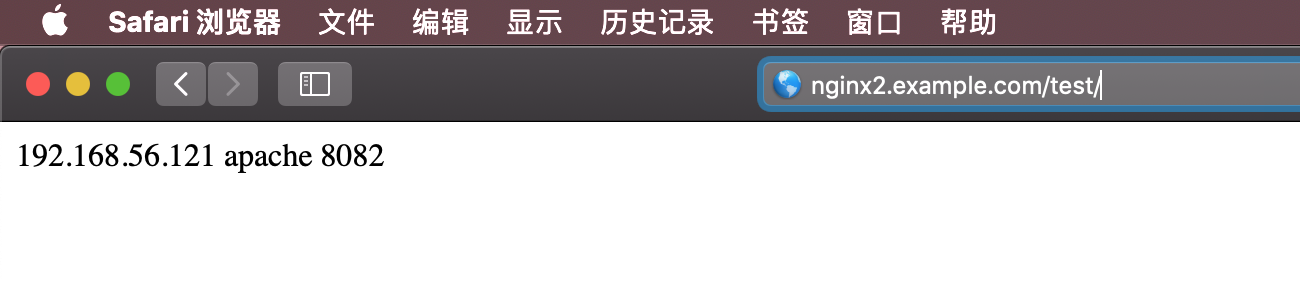 Safari 浏览器 文件 编辑 显示 历史记录 书签 窗口 帮助
nginx2.example.com/test/
192.168.56.121 apache 8082